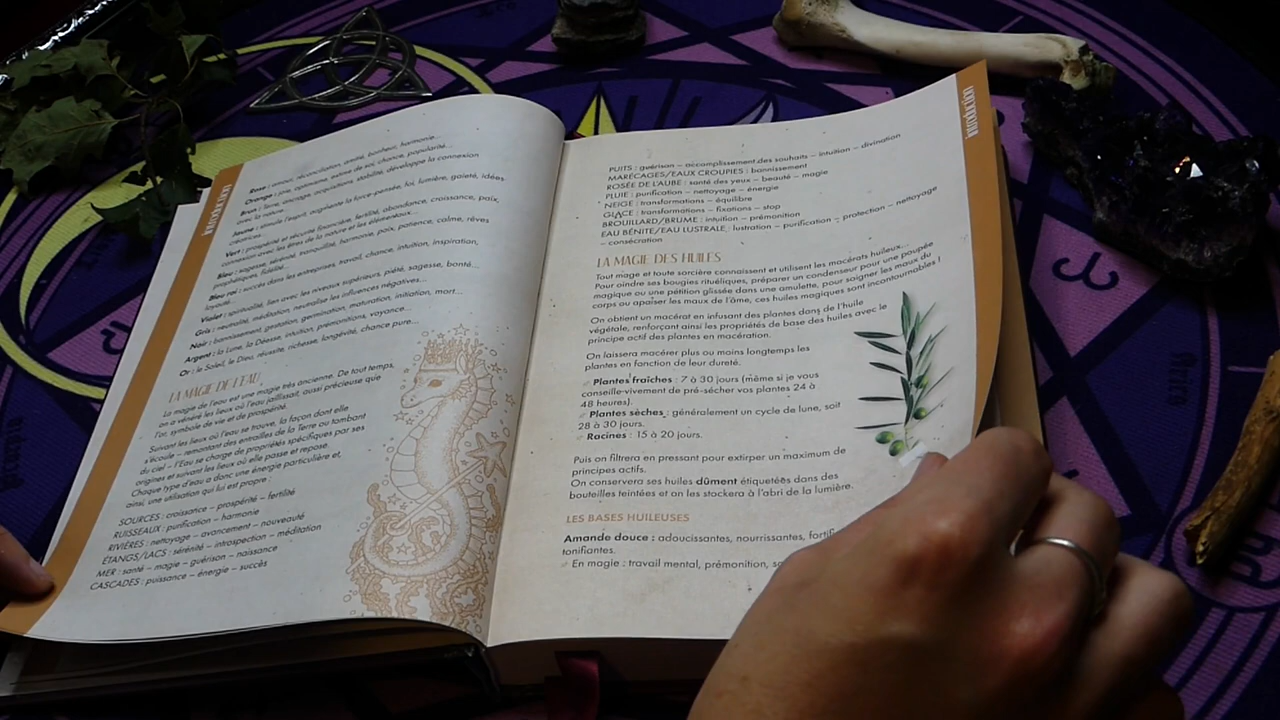 Introduction
Rose : amour, réconciliation, amitié, bonheur, harmonie...
Orange : joie, optimisme, estime de soi, chance, popularité...
Brun : Terre, ancrage, acquisitions, stabilité, développe la connexion
avec la nature...
Jaune : stimule l'esprit, augmente la force-pensée, foi, lumière, gaieté, idées
créatrices...
Vert : prospérité et sécurité financière, fertilité, abondance, croissance, paix,
connexion avec les êtres de la nature et les élémentaux...
Bleu : sagesse, sérénité, tranquillité, harmonie, paix, patience, calme, rêves
prophétiques, fidélité...
Bleu roi : succès dans les entreprises, travail, chance, intuition, inspiration,
loyauté...
Violet : spiritualité, lien avec les niveaux supérieurs, piété, sagesse, bonté...
Gris : neutralité, méditation, neutralise les influences négatives...
Noir : bannissement, gestation, germination, maturation, initiation, mort...
Argent : la Lune, la Déesse, intuition, prémonitions, voyance...
Or : le Soleil, le Dieu, réussite, richesse, longévité, chance pure...
LA MAGIE DE L'EAU
La magie de l'eau est une magie très ancienne. De tout temps,
on a vénéré les lieux où l'eau jaillissait, aussi précieuse que
l'or, symbole de vie et de prospérité.
Suivant les lieux où l'eau se trouve, la façon dont elle
s'écoule – remontant des entrailles de la Terre ou tombant
du ciel – l'Eau se charge de propriétés spécifiques par ses
origines et suivant les lieux où elle passe et repose.
Chaque type d'eau a donc une énergie particulière et,
ainsi, une utilisation qui lui est propre :
SOURCES : croissance – prospérité – fertilité
RUISSEAUX : purification – harmonie
RIVIÈRES : nettoyage – avancement – nouveauté
ÉTANGS/LACS : sérénité – introspection – méditation
MER : santé – magie – guérison – naissance
CASCADES : puissance – énergie – succès
Introduction
PUITS : guérison – accomplissement des souhaits – intuition – divination
MARÉCAGES/EAUX CROUPIES : bannissement
ROSÉE DE L'AUBE : santé des yeux – beauté – magie
PLUIE : purification – nettoyage – énergie
NEIGE : transformations – équilibre
GLACE : transformations – fixations – stop
BROUILLARD/BRUME : intuition – prémonition
EAU BÉNITE/EAU LUSTRALE : lustration – purification – protection – nettoyage
– consécration
LA MAGIE DES HUILES
Tout mage et toute sorcière connaissent et utilisent les macérats huileux...
Pour oindre ses bougies rituéliques, préparer un condenseur pour une poupée
magique ou une pétition glissée dans une amulette, pour soigner les maux du
corps ou apaiser les maux de l'âme, ces huiles magiques sont incontournables !
On obtient un macérat en infusant des plantes dans de l'huile
végétale, renforçant ainsi les propriétés de base des huiles avec le
principe actif des plantes en macération.
On laissera macérer plus ou moins longtemps les
plantes en fonction de leur dureté.
Plantes fraîches : 7 à 30 jours (même si je vous
conseille vivement de pré-sécher vos plantes 24 à
48 heures).
Plantes sèches : généralement un cycle de lune, soit
28 à 30 jours.
Racines : 15 à 20 jours.
Puis on filtrera en pressant pour extirper un maximum de
principes actifs.
On conservera ses huiles dûment étiquetées dans des
bouteilles teintées et on les stockera à l'abri de la lumière.
LES BASES HUILEUSES
Amande douce : adoucissantes, nourrissantes,
tonifiantes.
En magie : travail mental, prémonition,